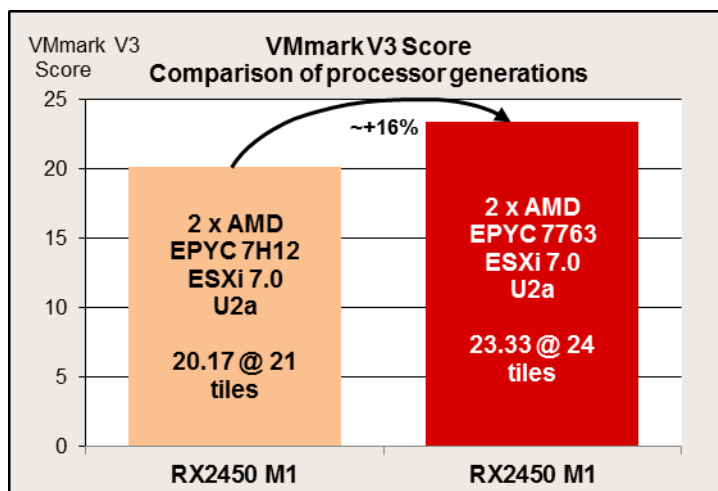 VMmark V3
Score
VMmark V3 Score
Comparison of processor generations
25
20
15
10
5
0
~+16%
2 x AMD
EPYC 7H12
ESXi 7.0
U2a
20.17 @ 21
tiles
2 x AMD
EPYC 7763
ESXi 7.0
U2a
23.33 @ 24
tiles
RX2450 M1
RX2450 M1